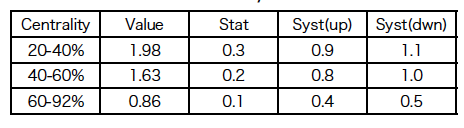 Centrality Value Stat Syst(up) Syst(dwn)
20-40% 1.98 0.3 0.9 1.1
40-60% 1.63 0.2 0.8 1.0
60-92% 0.86 0.1 0.4 0.5